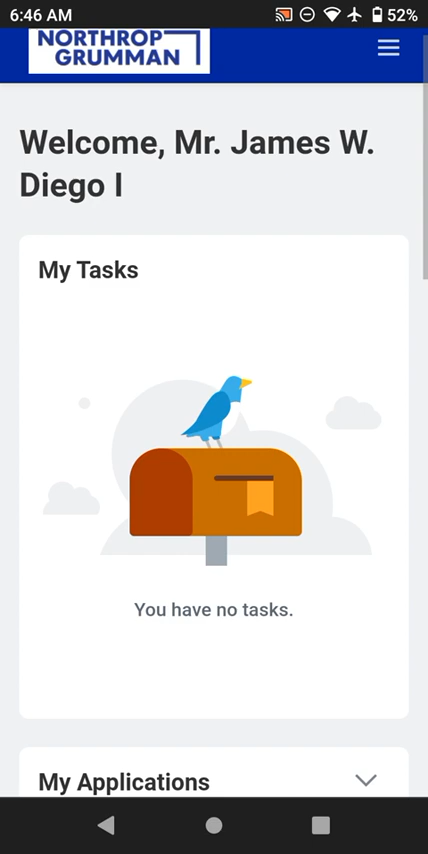 6:46 AM
52%
NORTHROP
GRUMMAN
Welcome, Mr. James W.
Diego I
My Tasks
You have no tasks.
My Applications